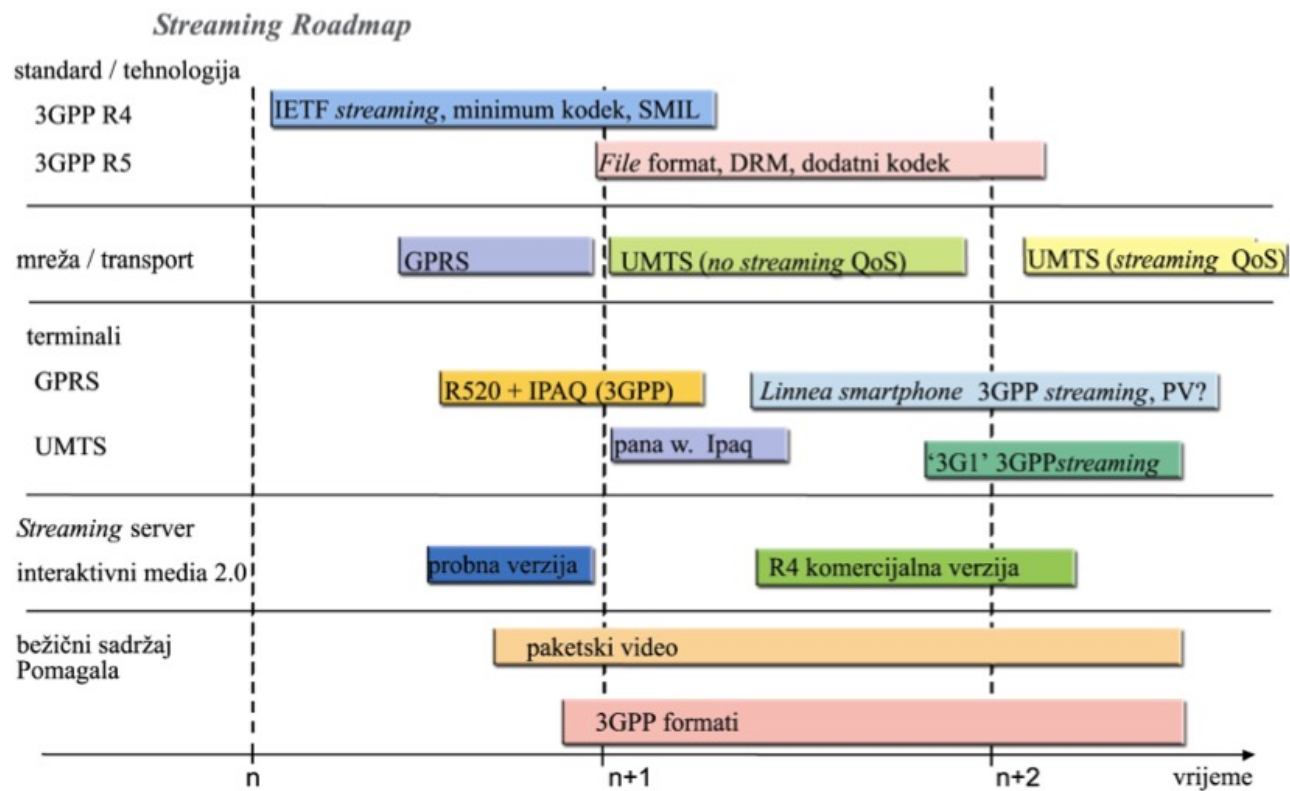 Streaming Roadmap
standard / tehnologija
3GPP R4
IETF streaming, minimum kodek, SMIL
3GPP R5
File format, DRM, dodatni kodek
mreža / transport
GPRS
UMTS (no streaming QoS)
UMTS (streaming QoS)
terminali
GPRS
R520 + IPAQ (3GPP)
Linnea smartphone 3GPP streaming, PV?
UMTS
pana w. Ipaq
‘3G1’ 3GPPstreaming
Streaming server
interaktivni media 2.0
probna verzija
R4 komercijalna verzija
bežični sadržaj
Pomagala
paketski video
3GPP formati
n
n+1
n+2
vrijeme